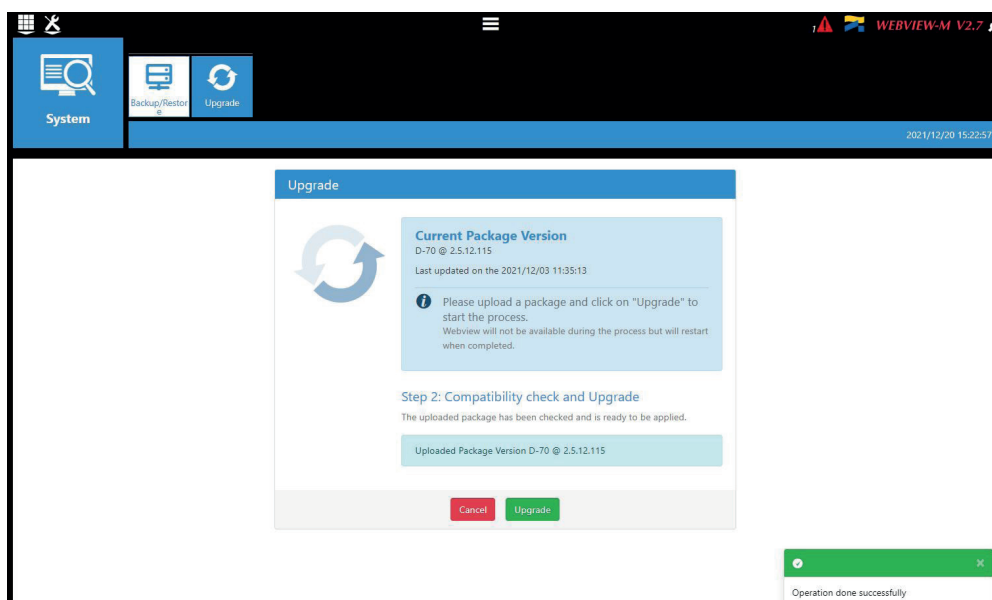 1
WEBVIEW-M V2.7
System
Backup/Restor
e
Upgrade
2021/12/20 15:22:57
Upgrade
Current Package Version
D-70 @ 2.5.12.115
Last updated on the 2021/12/03 11:35:13
Please upload a package and click on "Upgrade" to
start the process.
Webview will not be available during the process but will restart
when completed.
Step 2: Compatibility check and Upgrade
The uploaded package has been checked and is ready to be applied.
Uploaded Package Version D-70 @ 2.5.12.115
Cancel Upgrade
Operation done successfully